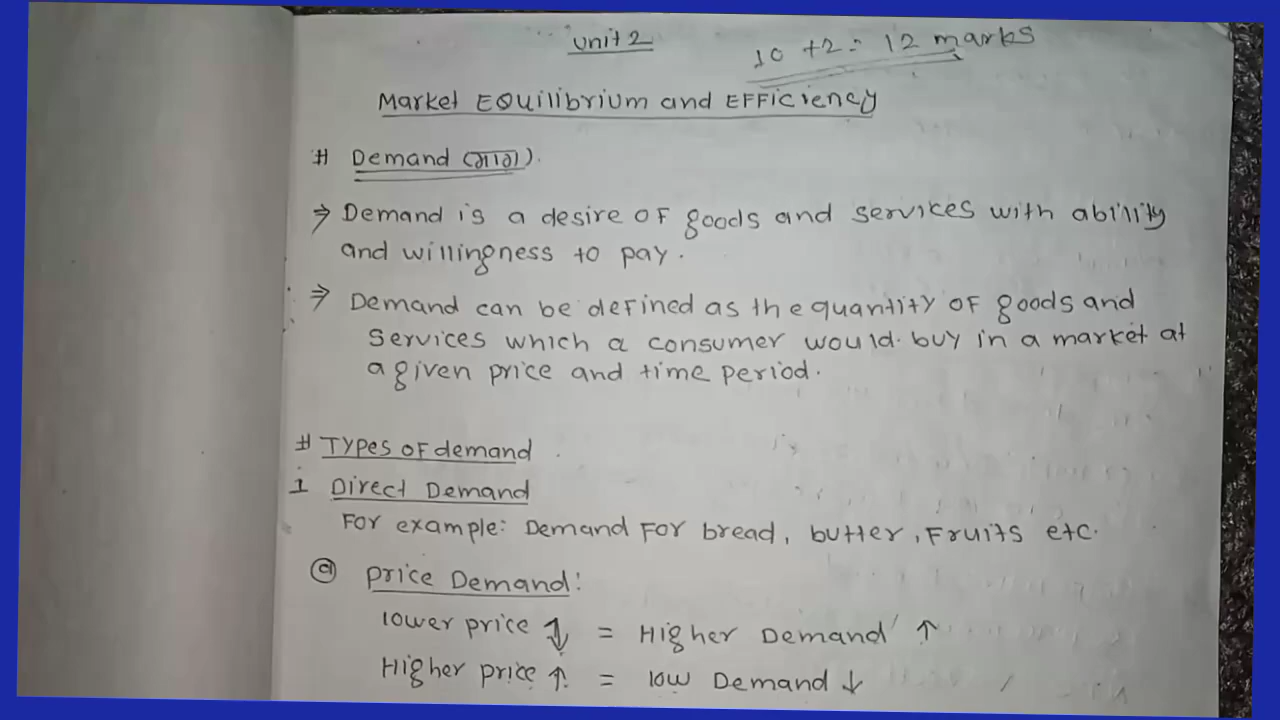 Unit 2
10 + 2 = 12 marks
Market EQuilibrium and EFFiciency
# Demand (माग).
⇒ Demand is a desire OF goods and services with ability
and willingness to pay.
⇒ Demand can be defined as the quantity OF goods and
Services which a consumer would buy in a market at
a given price and time period.
# Types OF demand
1 Direct Demand
For example: Demand For bread, butter, Fruits etc.
ⓐ Price Demand:
lower price ↓ = Higher Demand ↑
Higher price ↑ = low Demand ↓